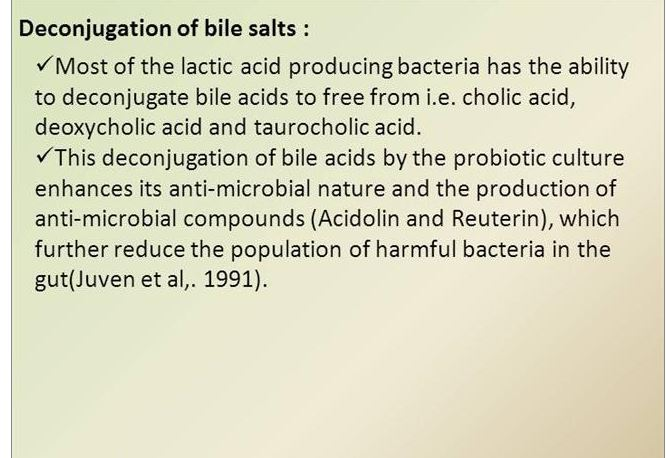 Deconjugation of bile salts :
✓Most of the lactic acid producing bacteria has the ability
to deconjugate bile acids to free from i.e. cholic acid,
deoxycholic acid and taurocholic acid.
✓This deconjugation of bile acids by the probiotic culture
enhances its anti-microbial nature and the production of
anti-microbial compounds (Acidolin and Reuterin), which
further reduce the population of harmful bacteria in the
gut(Juven et al,. 1991).